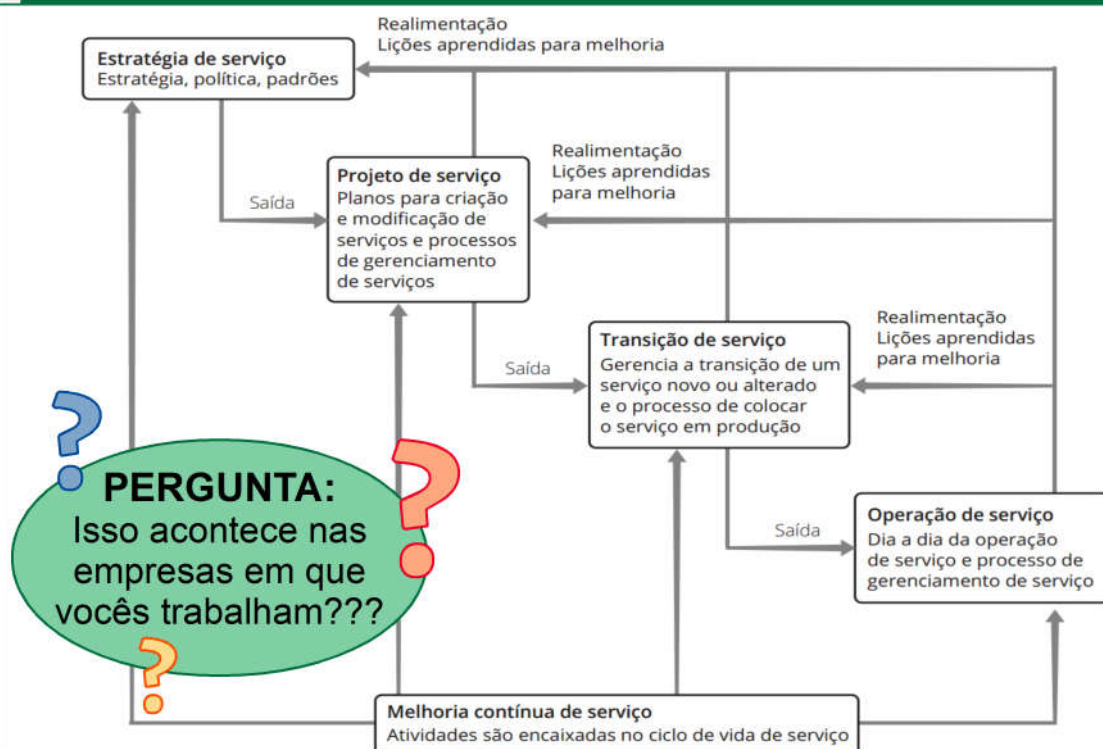 Realimentação
Lições aprendidas para melhoria
Estratégia de serviço
Estratégia, política, padrões
Realimentação
Lições aprendidas
para melhoria
Saída
Projeto de serviço
Planos para criação
e modificação de
serviços e processos
de gerenciamento
de serviços
Realimentação
Lições aprendidas
para melhoria
Saída
Transição de serviço
Gerencia a transição de um
serviço novo ou alterado
e o processo de colocar
o serviço em produção
?
?
PERGUNTA:
Isso acontece nas
empresas em que
vocês trabalham???
?
Saída
Operação de serviço
Dia a dia da operação
de serviço e processo de
gerenciamento de serviço
Melhoria contínua de serviço
Atividades são encaixadas no ciclo de vida de serviço